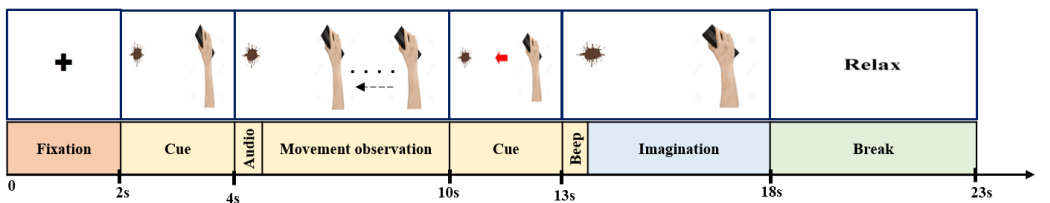 Relax
Fixation
Cue
Audio
Movement observation
Cue
Beep
Imagination
Break
0
2s
4s
10s
13s
18s
23s